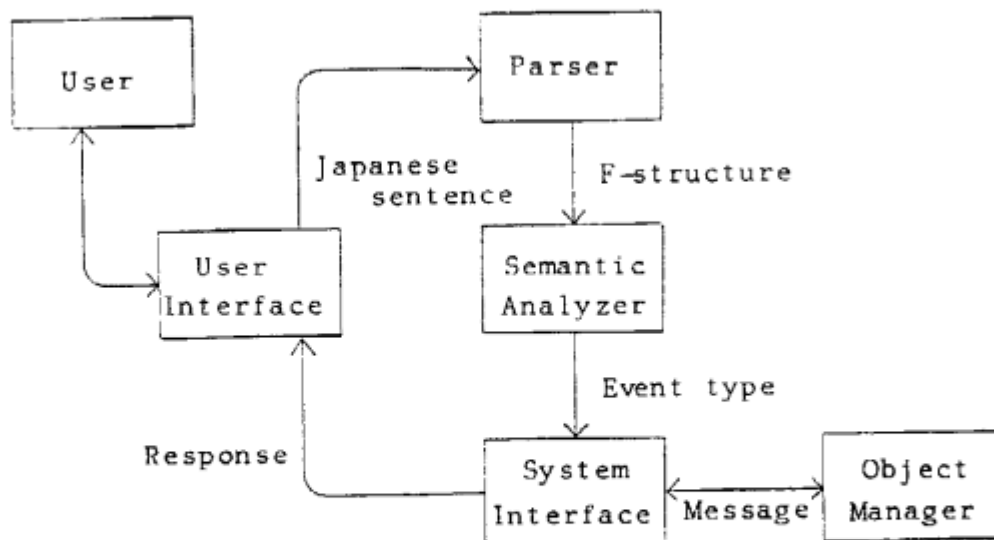 User
Parser
Japanese
sentence
F-structure
User
Interface
Semantic
Analyzer
Event type
Response
System
Interface
Message
Object
Manager